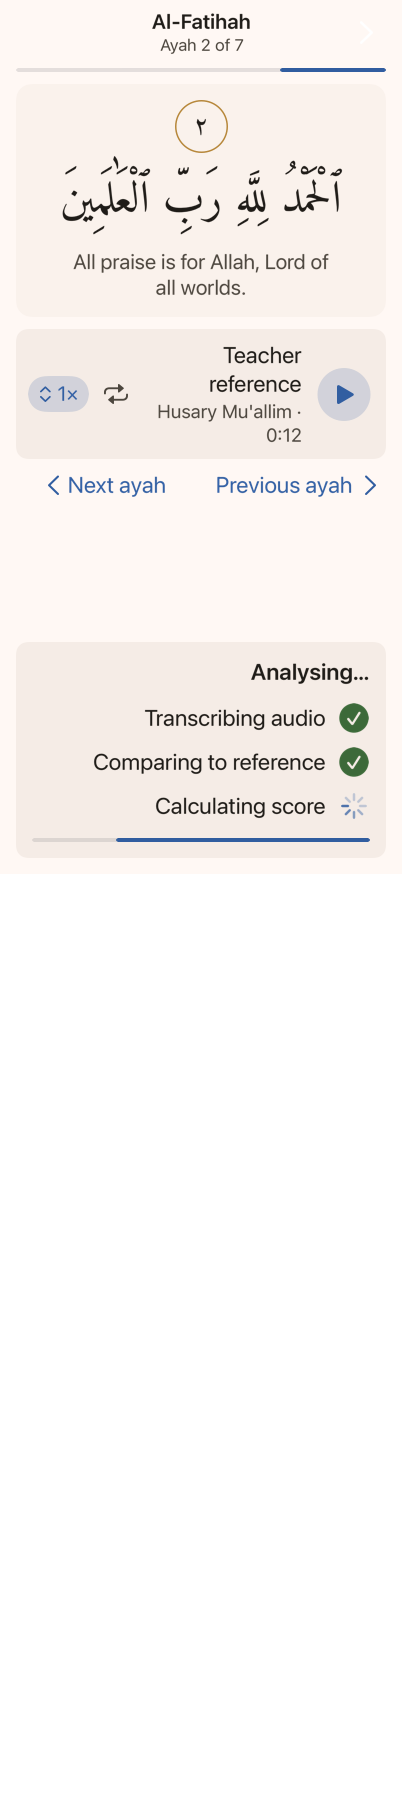 Al-Fatihah
Ayah 2 of 7
٢
ٱلْحَمْدُ لِلَّهِ رَبِّ ٱلْعَٰلَمِينَ
All praise is for Allah, Lord of
all worlds.
Teacher
reference
Husary Mu'allim ·
0:12
1×
Next ayah
Previous ayah
Analysing...
Transcribing audio
Comparing to reference
Calculating score